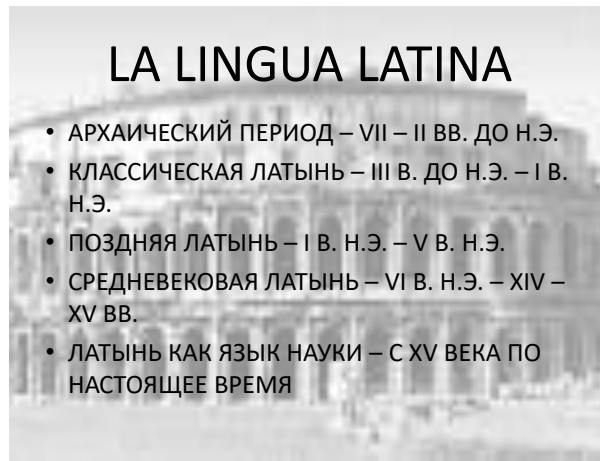 LA LINGUA LATINA
• АРХАИЧЕСКИЙ ПЕРИОД – VII – II ВВ. ДО Н.Э.
• КЛАССИЧЕСКАЯ ЛАТЫНЬ – III В. ДО Н.Э. – I В.
Н.Э.
• ПОЗДНЯЯ ЛАТЫНЬ – I В. Н.Э. – V В. Н.Э.
• СРЕДНЕВЕКОВАЯ ЛАТЫНЬ – VI В. Н.Э. – XIV –
XV ВВ.
• ЛАТЫНЬ КАК ЯЗЫК НАУКИ – С XV ВЕКА ПО
НАСТОЯЩЕЕ ВРЕМЯ